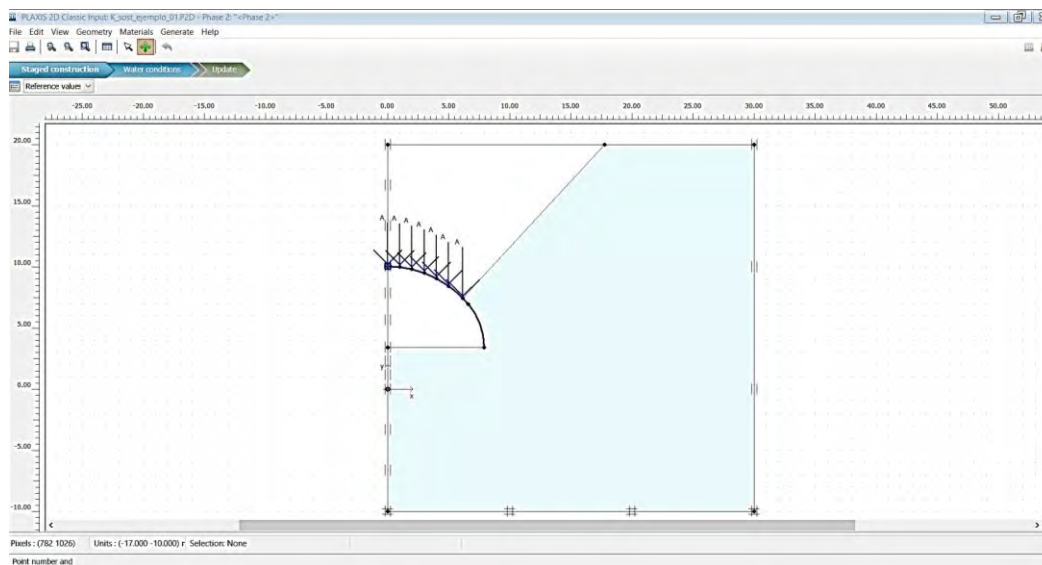 PLAXIS 2D Classic Input: K_sost_ejemplo_01.P2D - Phase 2: "<Phase 2>"
File Edit View Geometry Materials Generate Help
Staged construction Water conditions Update
Reference values
-25.00 -20.00 -15.00 -10.00 -5.00 0.00 5.00 10.00 15.00 20.00 25.00 30.00 35.00 40.00 45.00 50.00
20.00
15.00
A A A A A A A
10.00
5.00
y
0.00
x
-5.00
-10.00
Pixels : (782 1026) Units : (-17.000 -10.000) r Selection: None
Point number and